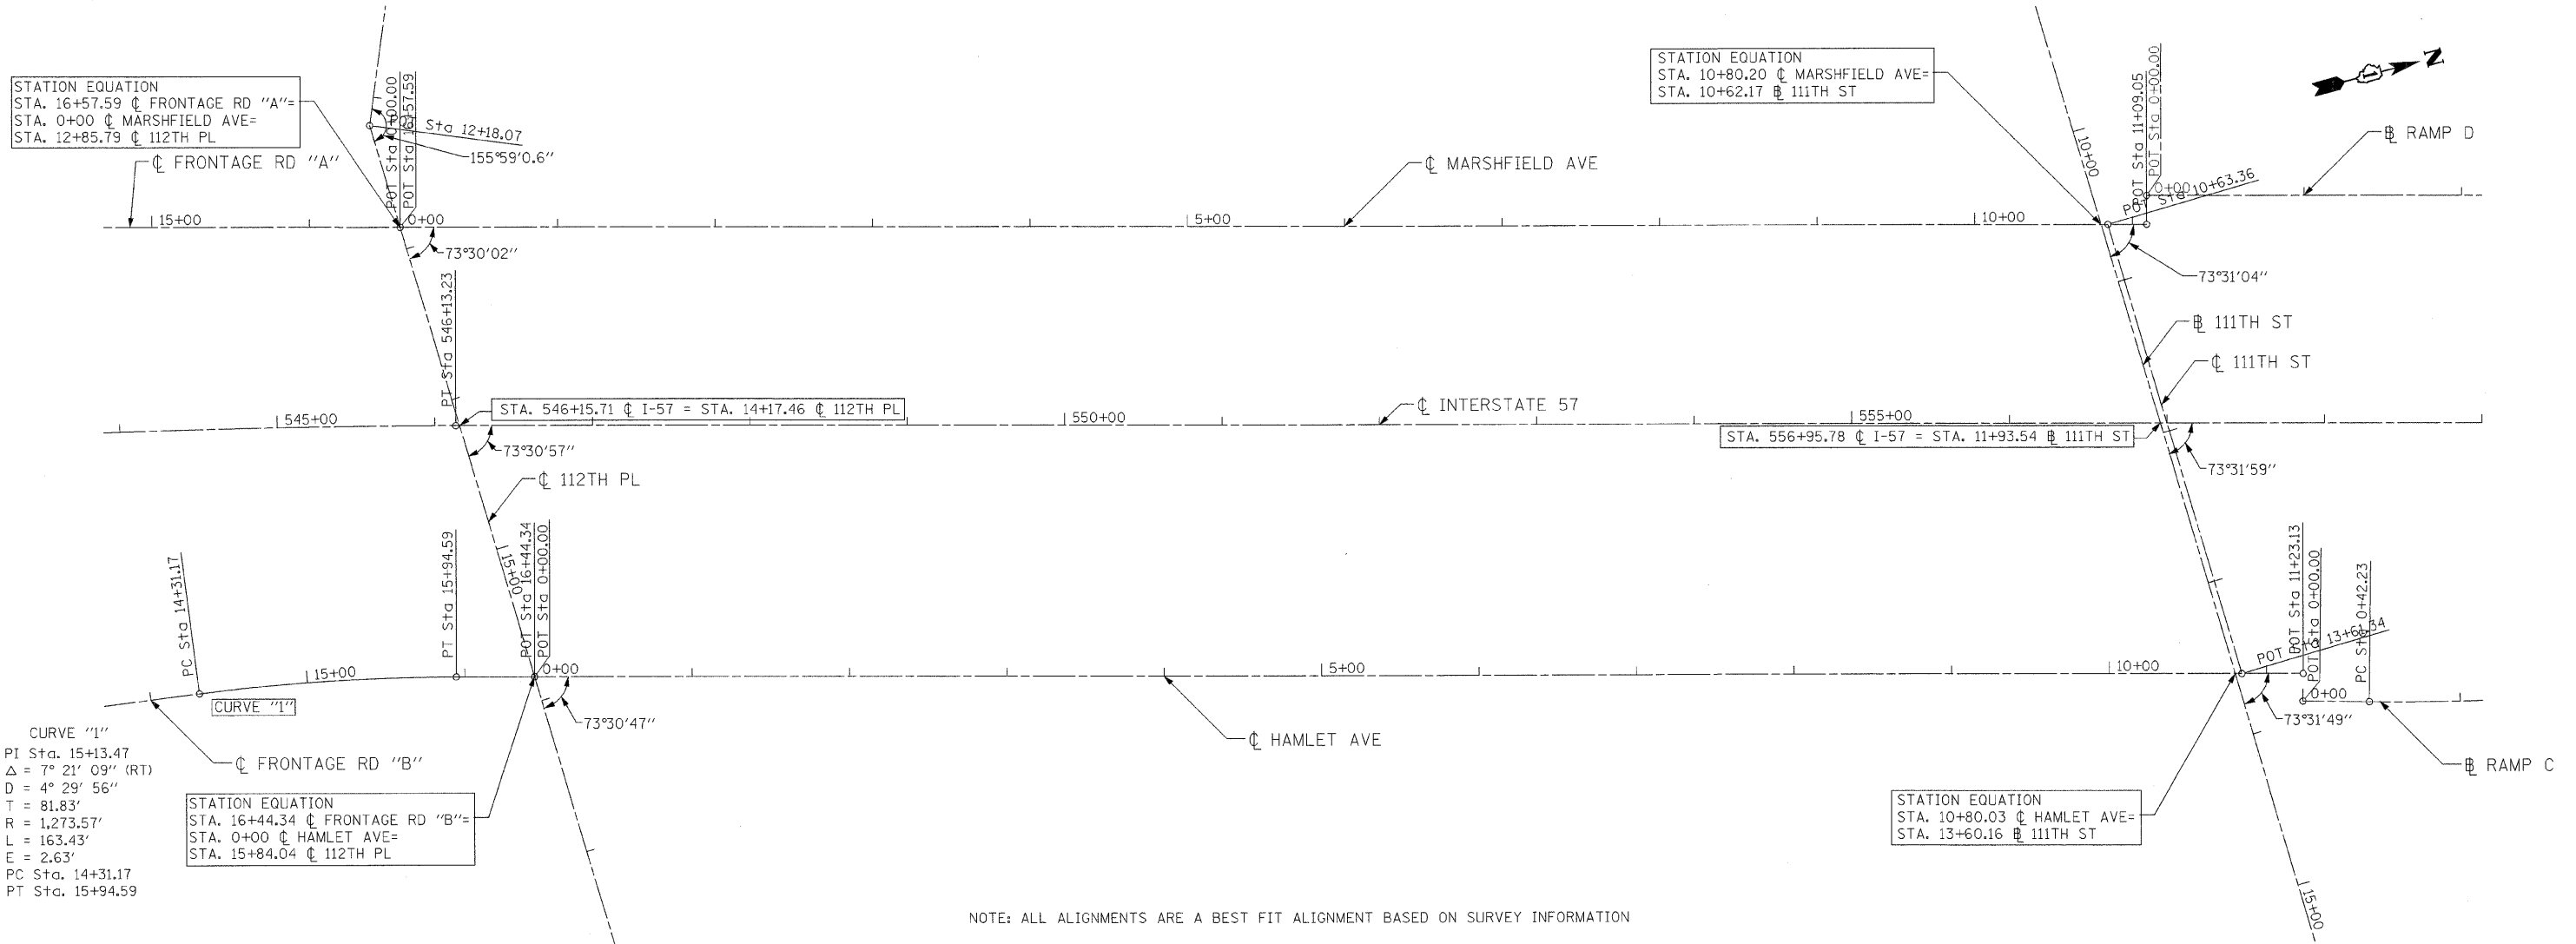 STATION EQUATION
STA. 16+57.59 ℄ FRONTAGE RD "A"=
STA. 0+00 ℄ MARSHFIELD AVE=
STA. 12+85.79 ℄ 112TH PL
℄ FRONTAGE RD "A"
15+00
POT Sta 0+00.00
POT Sta 16+57.59
Sta 12+18.07
155°59'0.6"
0+00
73°30'02"
5+00
℄ MARSHFIELD AVE
10+00
STATION EQUATION
STA. 10+80.20 ℄ MARSHFIELD AVE=
STA. 10+62.17 B̲L 111TH ST
10+00
POT Sta 11+09.05
POT Sta 0+00.00
0+00
POT Sta 10+63.36
N
BL RAMP D
73°31'04"
BL 111TH ST
℄ 111TH ST
PT Sta 546+13.23
545+00
STA. 546+15.71 ℄ I-57 = STA. 14+17.46 ℄ 112TH PL
73°30'57"
550+00
℄ INTERSTATE 57
555+00
STA. 556+95.78 ℄ I-57 = STA. 11+93.54 BL 111TH ST
73°31'59"
℄ 112TH PL
15+00
PC Sta 14+31.17
15+00
PT Sta 15+94.59
POT Sta 16+44.34
POT Sta 0+00.00
0+00
73°30'47"
5+00
℄ HAMLET AVE
10+00
POT Sta 13+61.34
POT Sta 11+23.13
POT Sta 0+00.00
PC Sta 0+42.23
0+00
73°31'49"
BL RAMP C
CURVE "1"
℄ FRONTAGE RD "B"
CURVE "1"
PI Sta. 15+13.47
Δ = 7° 21' 09" (RT)
D = 4° 29' 56"
T = 81.83'
R = 1,273.57'
L = 163.43'
E = 2.63'
PC Sta. 14+31.17
PT Sta. 15+94.59
STATION EQUATION
STA. 16+44.34 ℄ FRONTAGE RD "B"=
STA. 0+00 ℄ HAMLET AVE=
STA. 15+84.04 ℄ 112TH PL
STATION EQUATION
STA. 10+80.03 ℄ HAMLET AVE=
STA. 13+60.16 BL 111TH ST
15+00
NOTE: ALL ALIGNMENTS ARE A BEST FIT ALIGNMENT BASED ON SURVEY INFORMATION